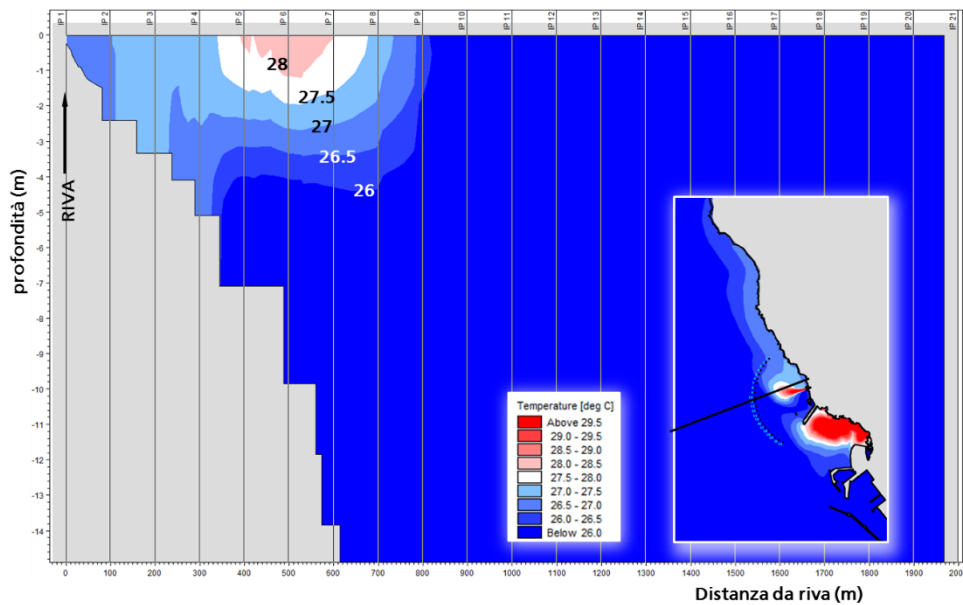 IP 1 IP 2 IP 3 IP 4 IP 5 IP 6 IP 7 IP 8 IP 9 IP 10 IP 11 IP 12 IP 13 IP 14 IP 15 IP 16 IP 17 IP 18 IP 19 IP 20 IP 21
0
-1
-2
-3
-4
-5
-6
-7
-8
-9
-10
-11
-12
-13
-14
profondità (m)
RIVA
28
27.5
27
26.5
26
Temperature [deg C]
Above 29.5
29.0 - 29.5
28.5 - 29.0
28.0 - 28.5
27.5 - 28.0
27.0 - 27.5
26.5 - 27.0
26.0 - 26.5
Below 26.0
0 100 200 300 400 500 600 700 800 900 1000 1100 1200 1300 1400 1500 1600 1700 1800 1900 200
Distanza da riva (m)